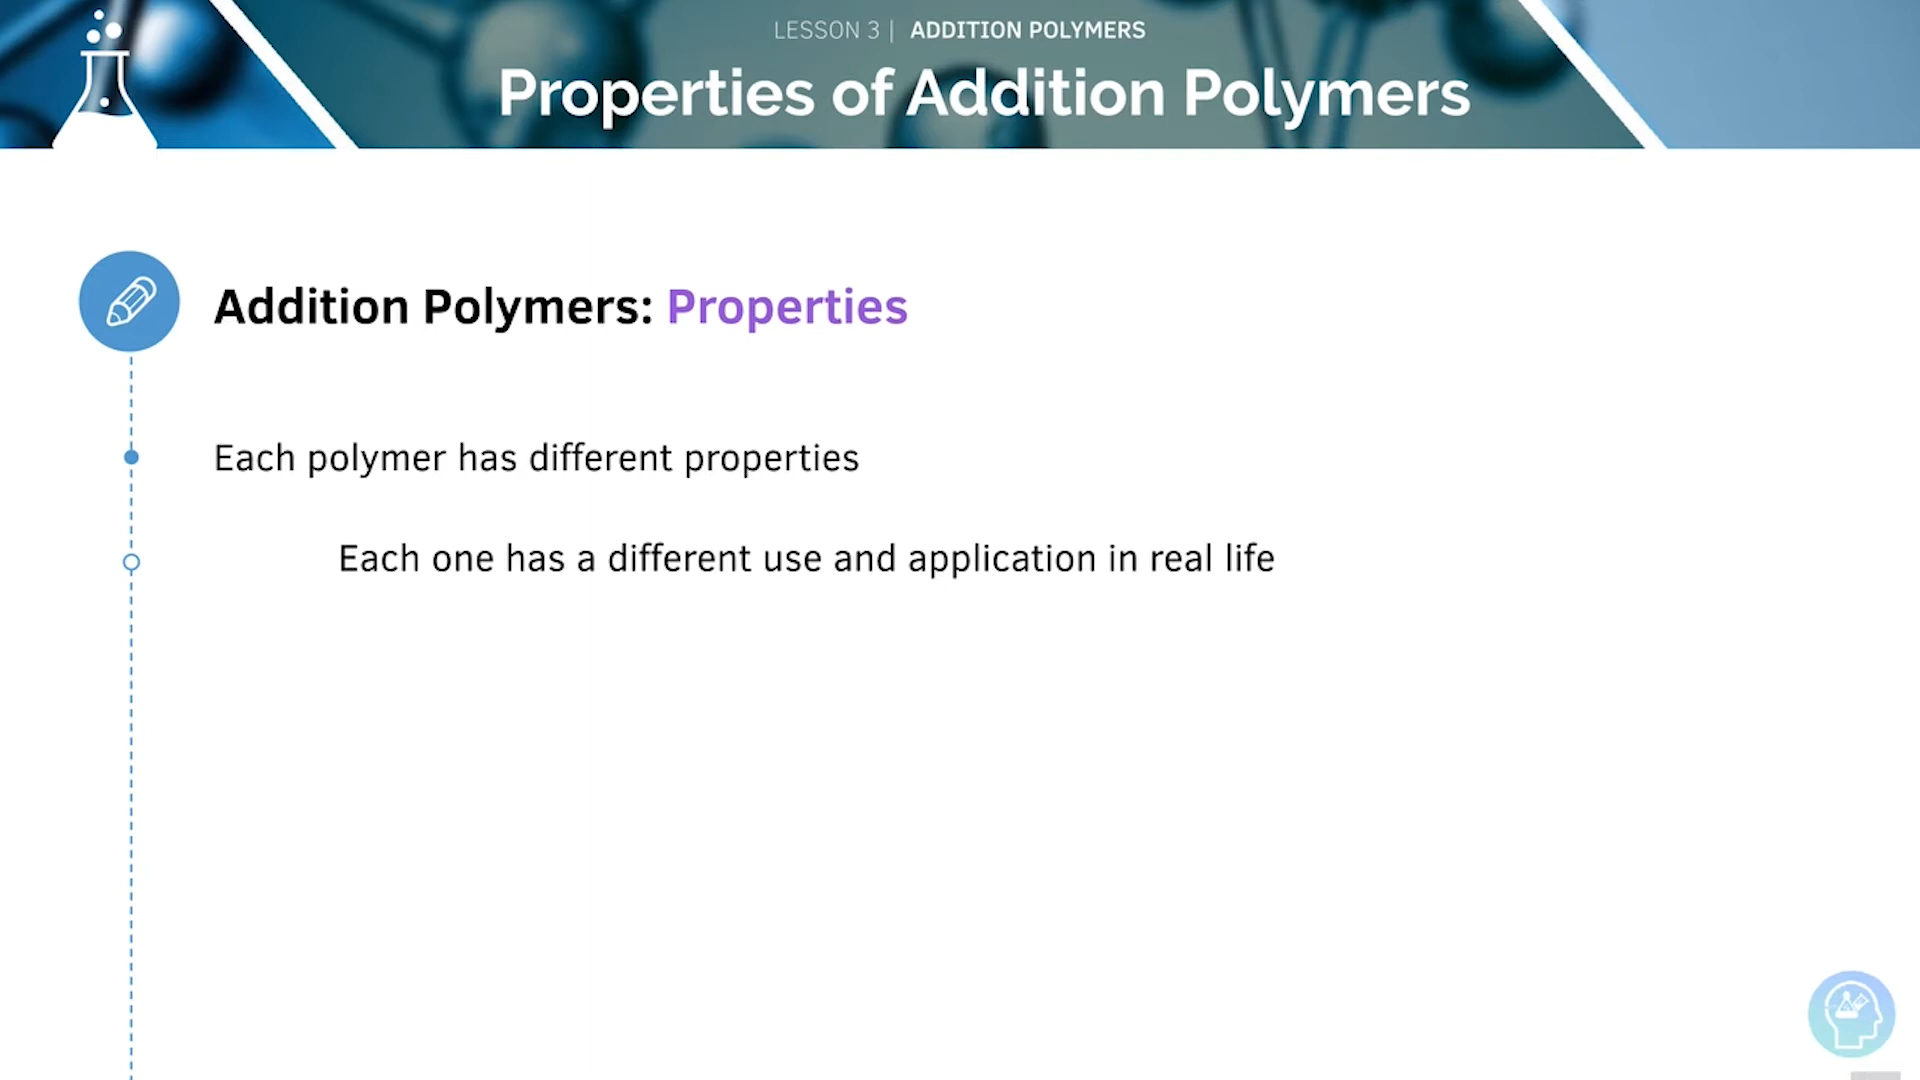 LESSON 3 | ADDITION POLYMERS
Properties of Addition Polymers
Addition Polymers: Properties
Each polymer has different properties
Each one has a different use and application in real life